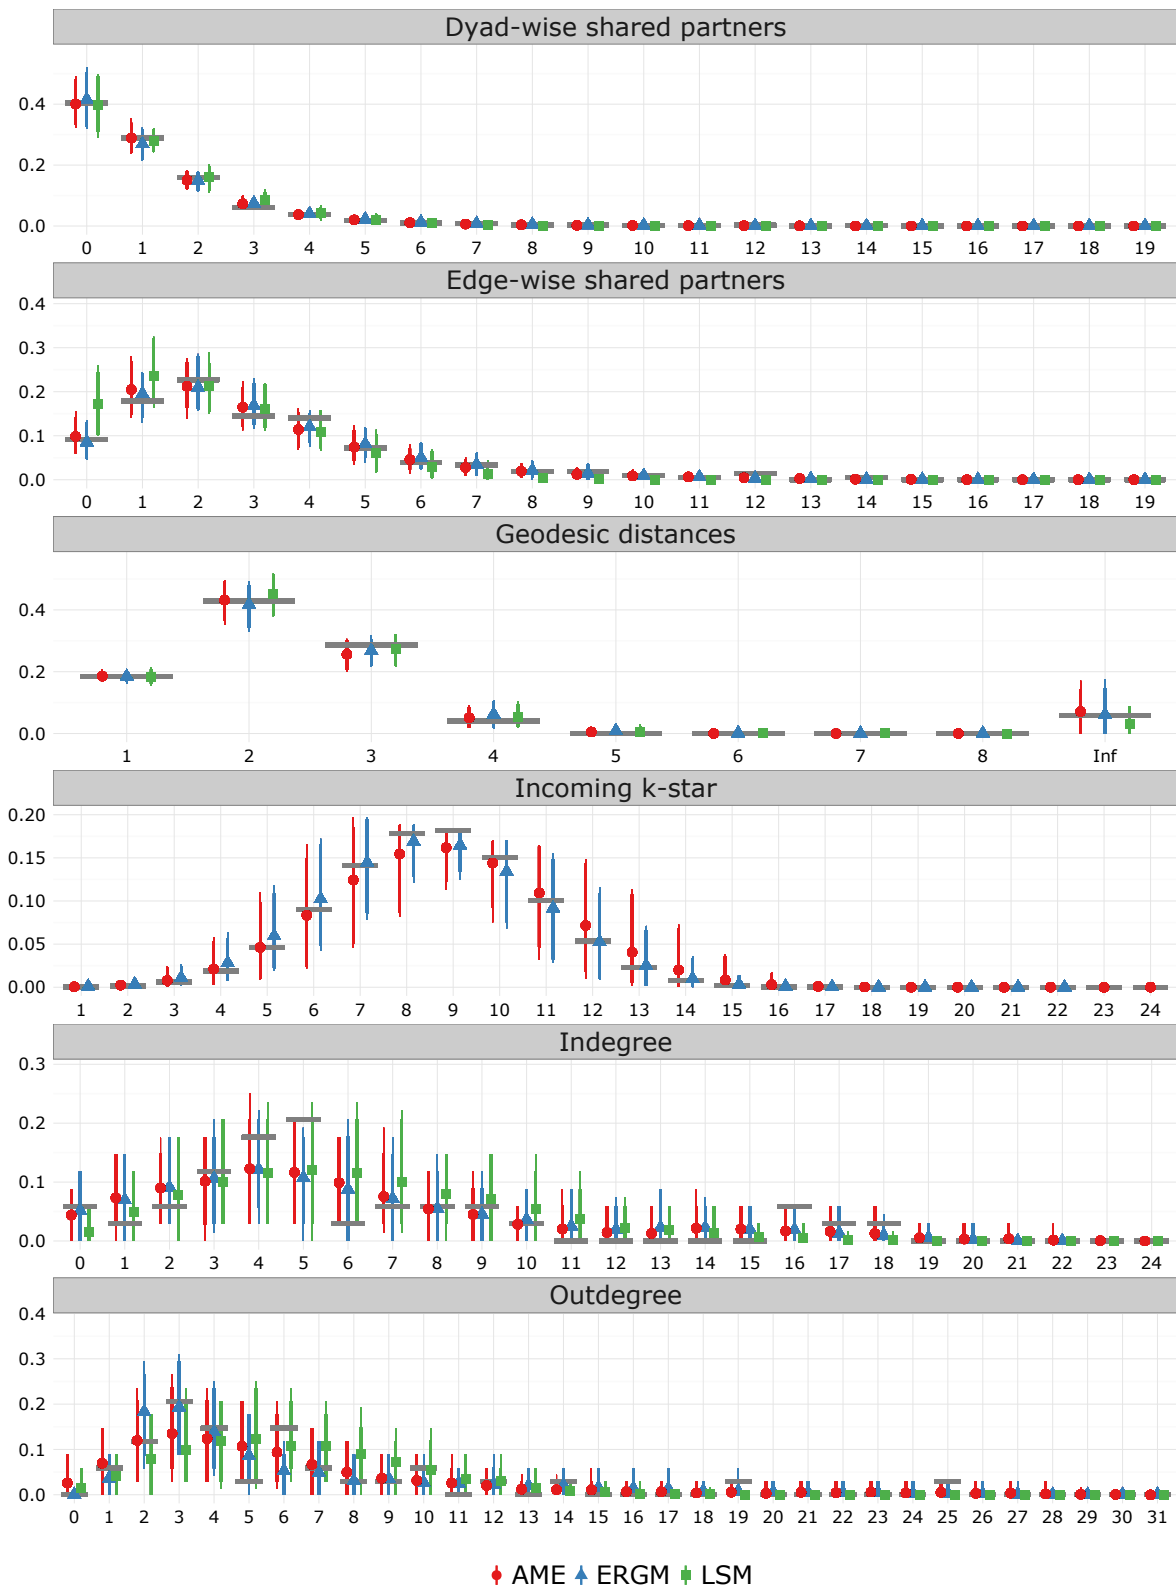 Dyad-wise shared partners
0.4
0.2
0.0
0 1 2 3 4 5 6 7 8 9 10 11 12 13 14 15 16 17 18 19
Edge-wise shared partners
0.4
0.3
0.2
0.1
0.0
0 1 2 3 4 5 6 7 8 9 10 11 12 13 14 15 16 17 18 19
Geodesic distances
0.4
0.2
0.0
1 2 3 4 5 6 7 8 Inf
Incoming k-star
0.20
0.15
0.10
0.05
0.00
1 2 3 4 5 6 7 8 9 10 11 12 13 14 15 16 17 18 19 20 21 22 23 24
Indegree
0.3
0.2
0.1
0.0
0 1 2 3 4 5 6 7 8 9 10 11 12 13 14 15 16 17 18 19 20 21 22 23 24
Outdegree
0.4
0.3
0.2
0.1
0.0
0 1 2 3 4 5 6 7 8 9 10 11 12 13 14 15 16 17 18 19 20 21 22 23 24 25 26 27 28 29 30 31
AME ERGM LSM